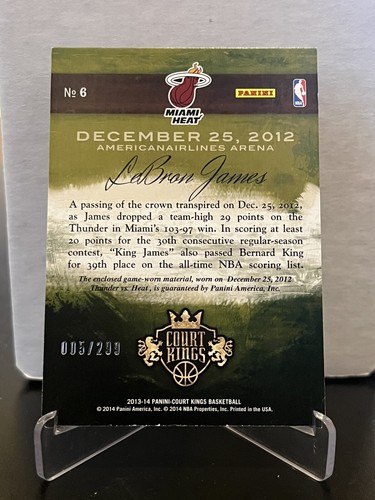 Nº 6
MIAMI
HEAT
PANINI
NBA
DECEMBER 25, 2012
AMERICANAIRLINES ARENA
LeBron James
A passing of the crown transpired on Dec. 25, 2012,
as James dropped a team-high 29 points on the
Thunder in Miami's 103-97 win. In scoring at least
20 points for the 30th consecutive regular-season
contest, "King James" also passed Bernard King
for 39th place on the all-time NBA scoring list.
The enclosed game-worn material, worn on December 25, 2012
Thunder vs. Heat, is guaranteed by Panini America, Inc.
005/299
COURT
KINGS
2013-14 PANINI-COURT KINGS BASKETBALL
© 2014 Panini America, Inc. © 2014 NBA Properties, Inc. Printed in the USA.